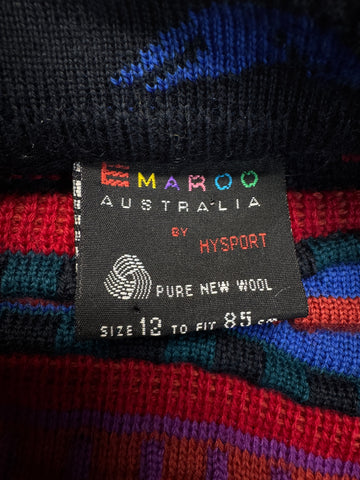 EMAROO
AUSTRALIA
BY
HYSPORT
PURE NEW WOOL
SIZE 12 TO FIT 85 cm